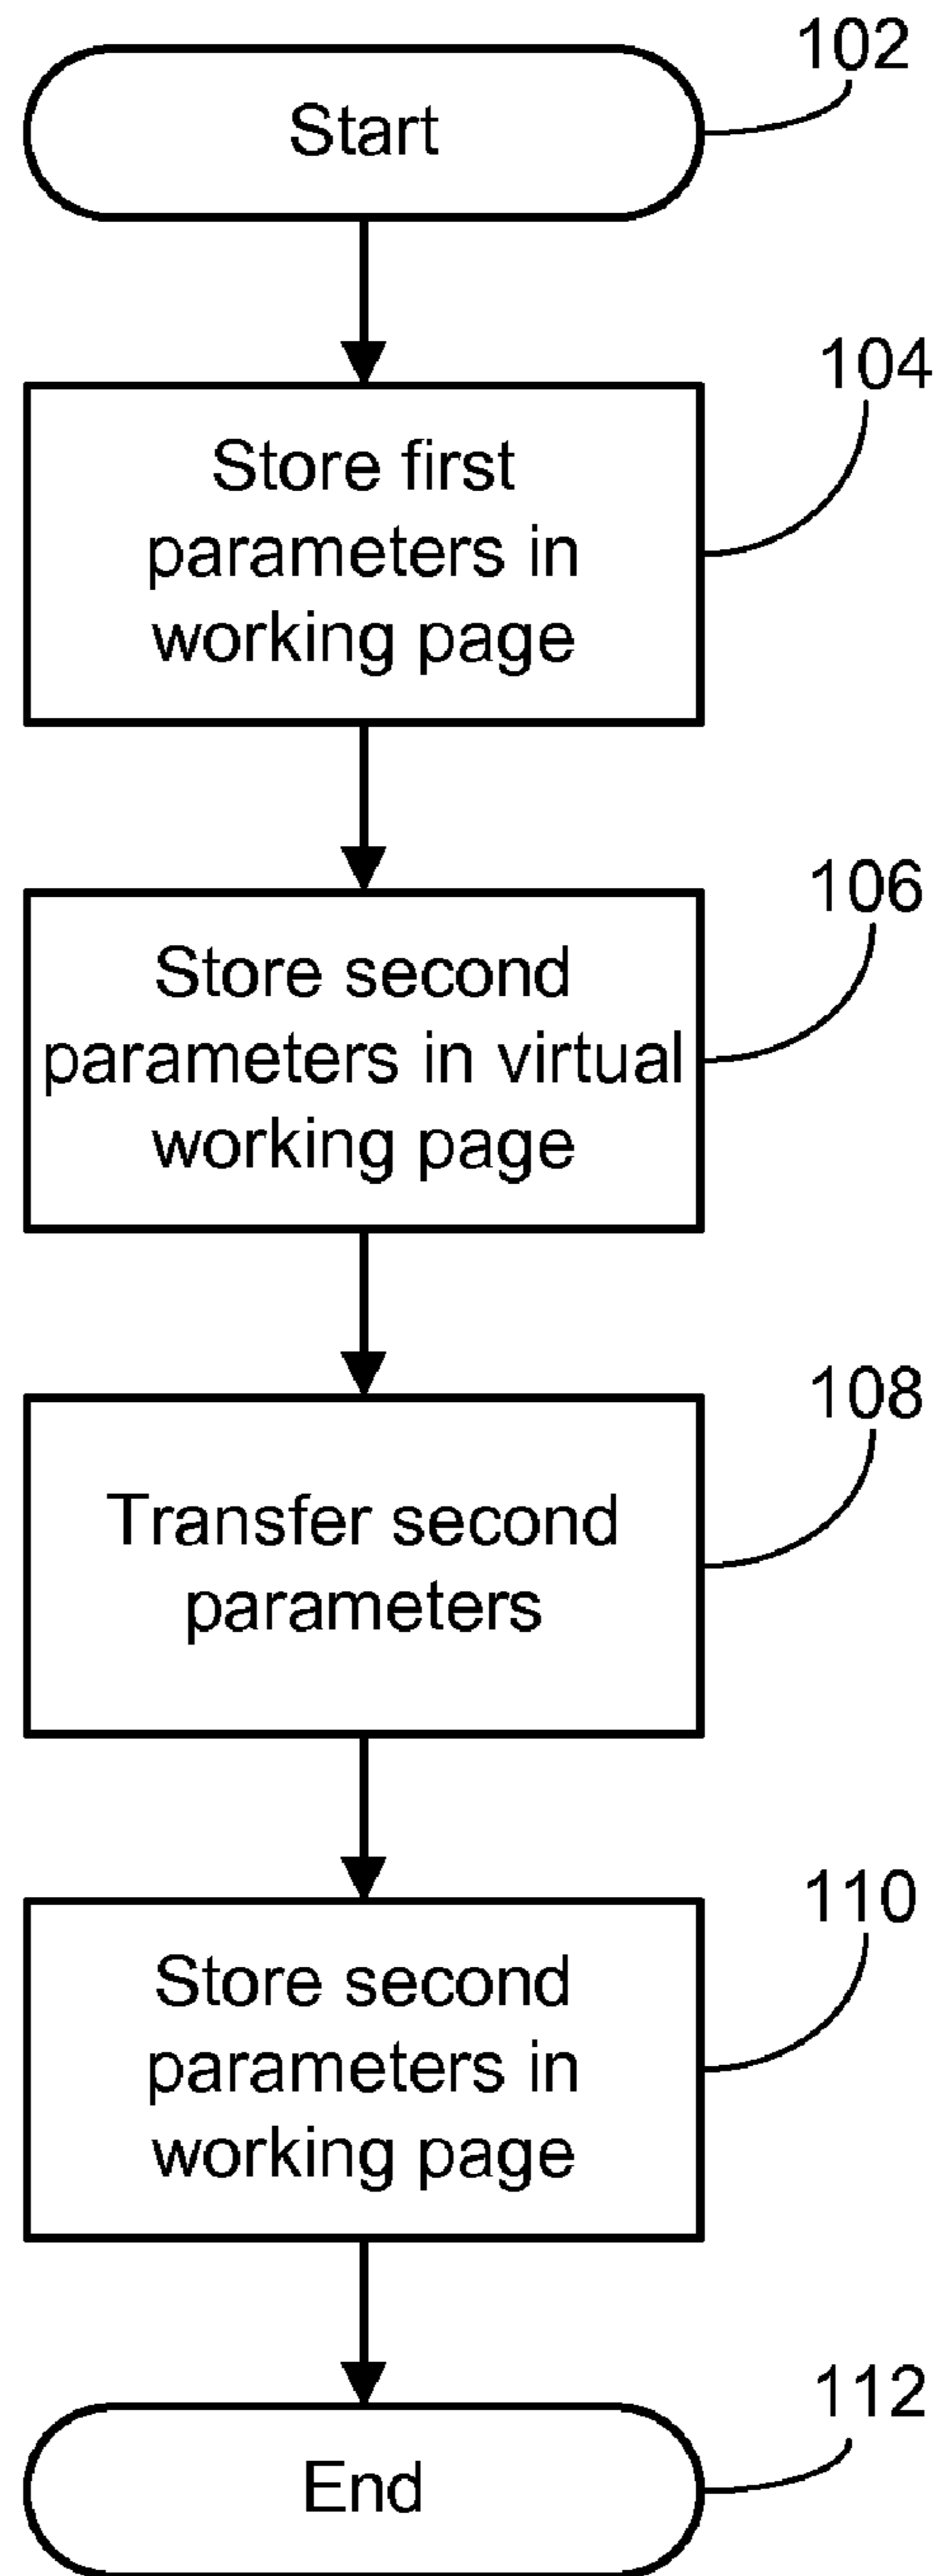 102
Start
104
Store first
parameters in
working page
106
Store second
parameters in virtual
working page
108
Transfer second
parameters
110
Store second
parameters in
working page
112
End